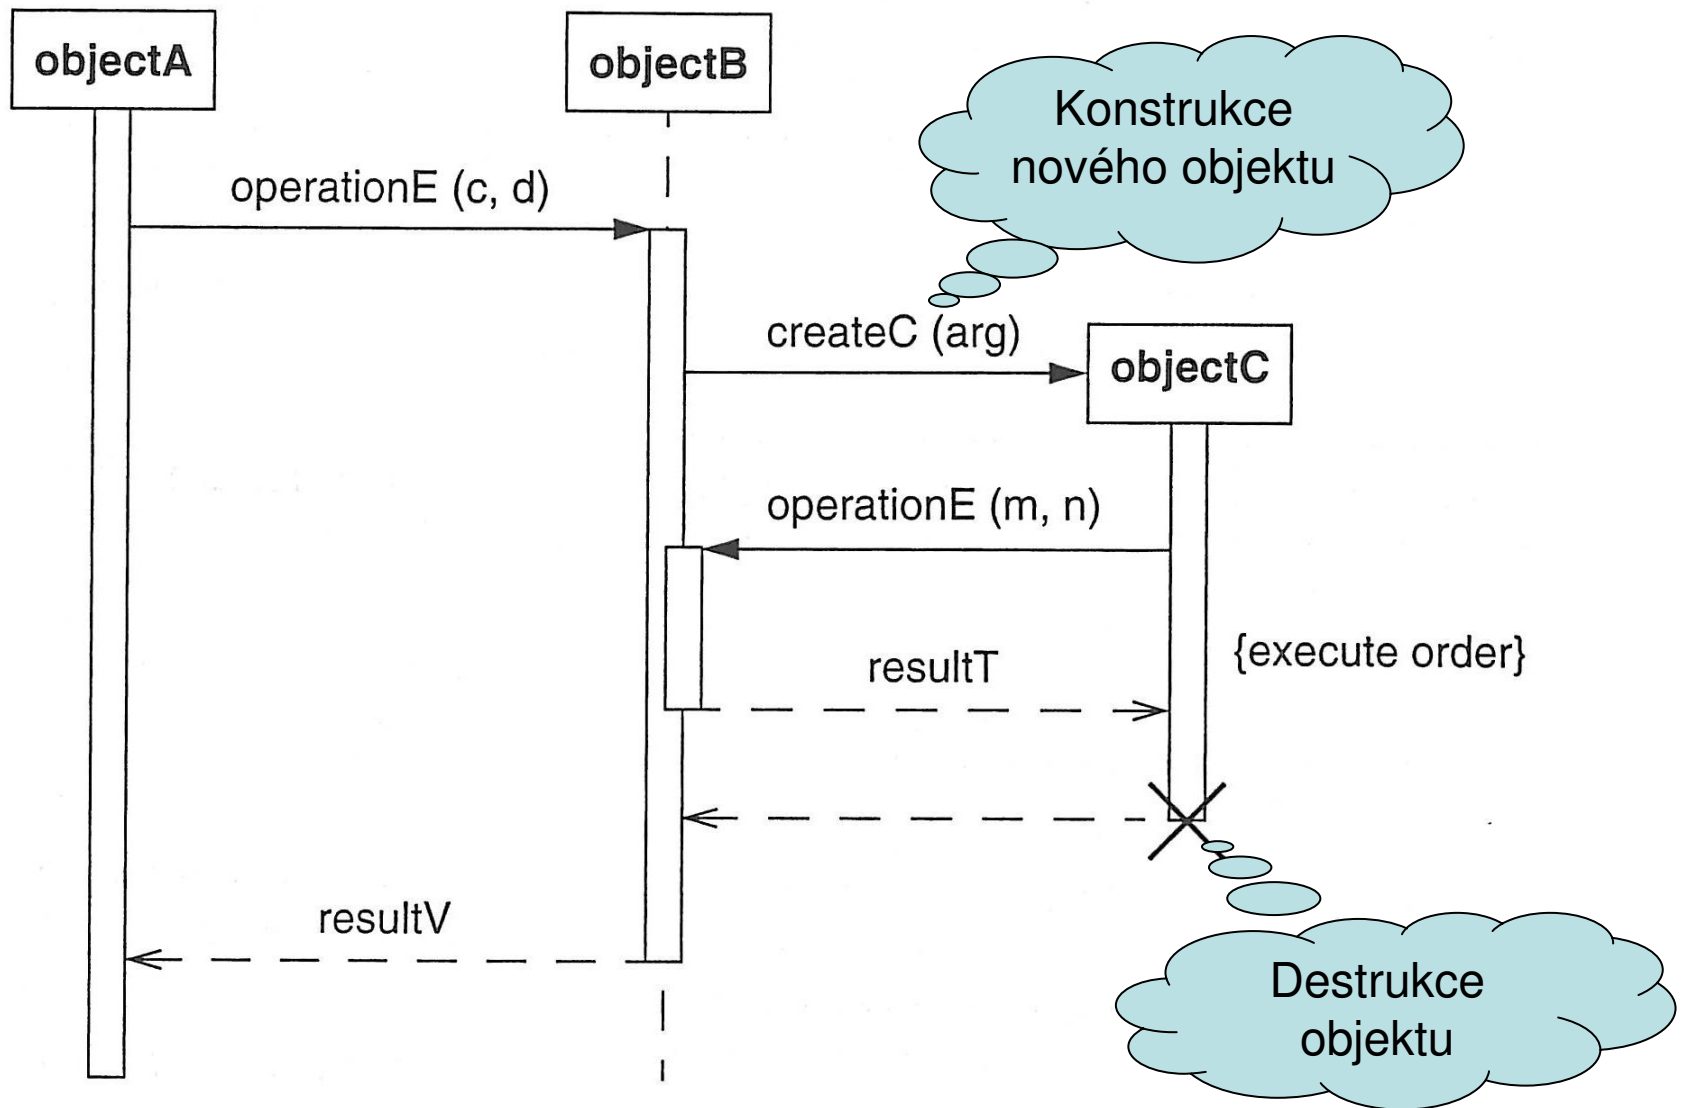 objectA
objectB
Konstrukce
nového objektu
operationE (c, d)
createC (arg)
objectC
operationE (m, n)
{execute order}
resultT
resultV
Destrukce
objektu